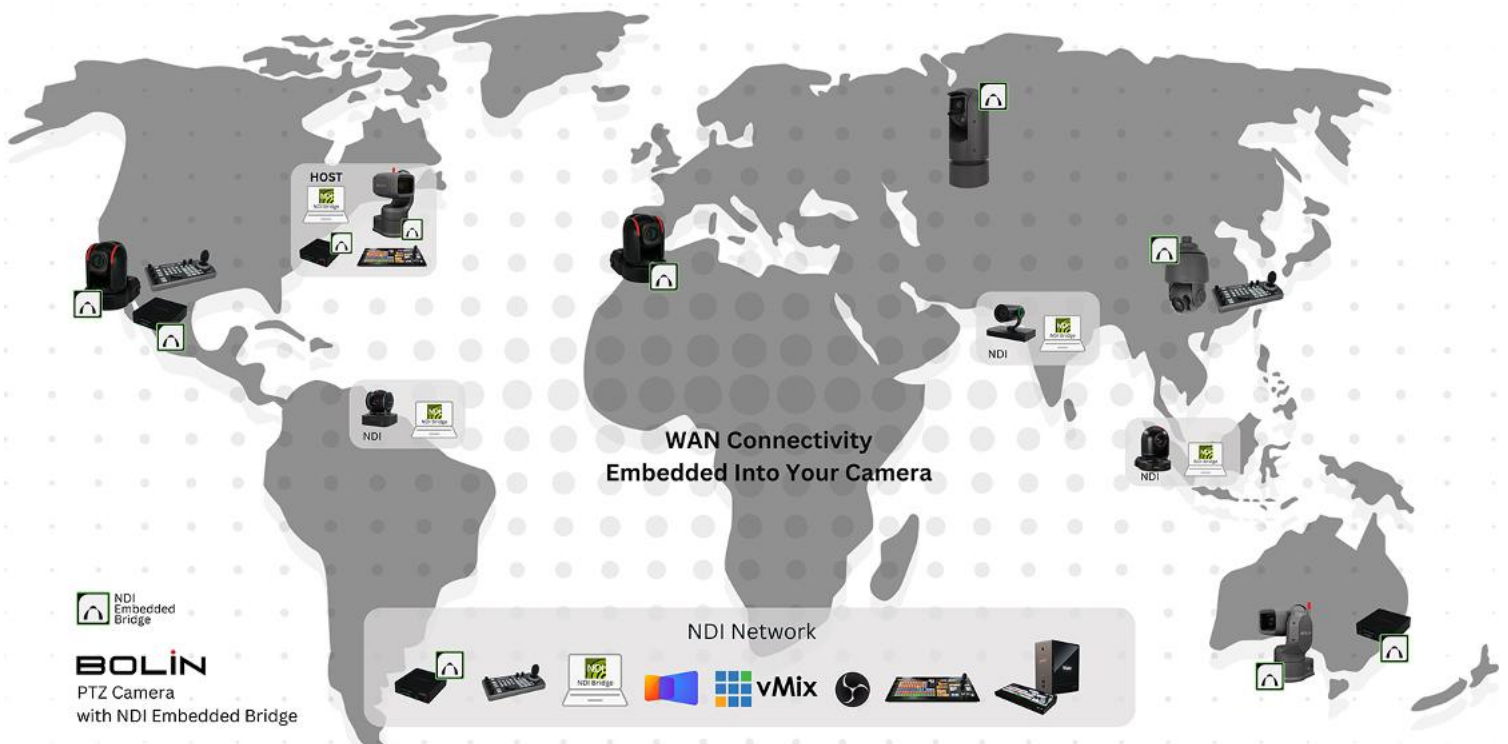 HOST
NDI Bridge
NDI
NDI Bridge
WAN Connectivity
Embedded Into Your Camera
NDI
NDI Bridge
NDI
NDI Bridge
NDI
Embedded
Bridge
BOLIN
PTZ Camera
with NDI Embedded Bridge
NDI Network
NDI
NDI Bridge
vMix